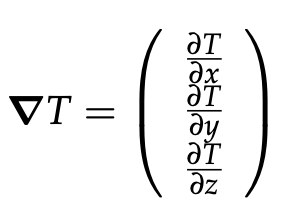 ∇T = ( ∂T/∂x
∂T/∂y
∂T/∂z )